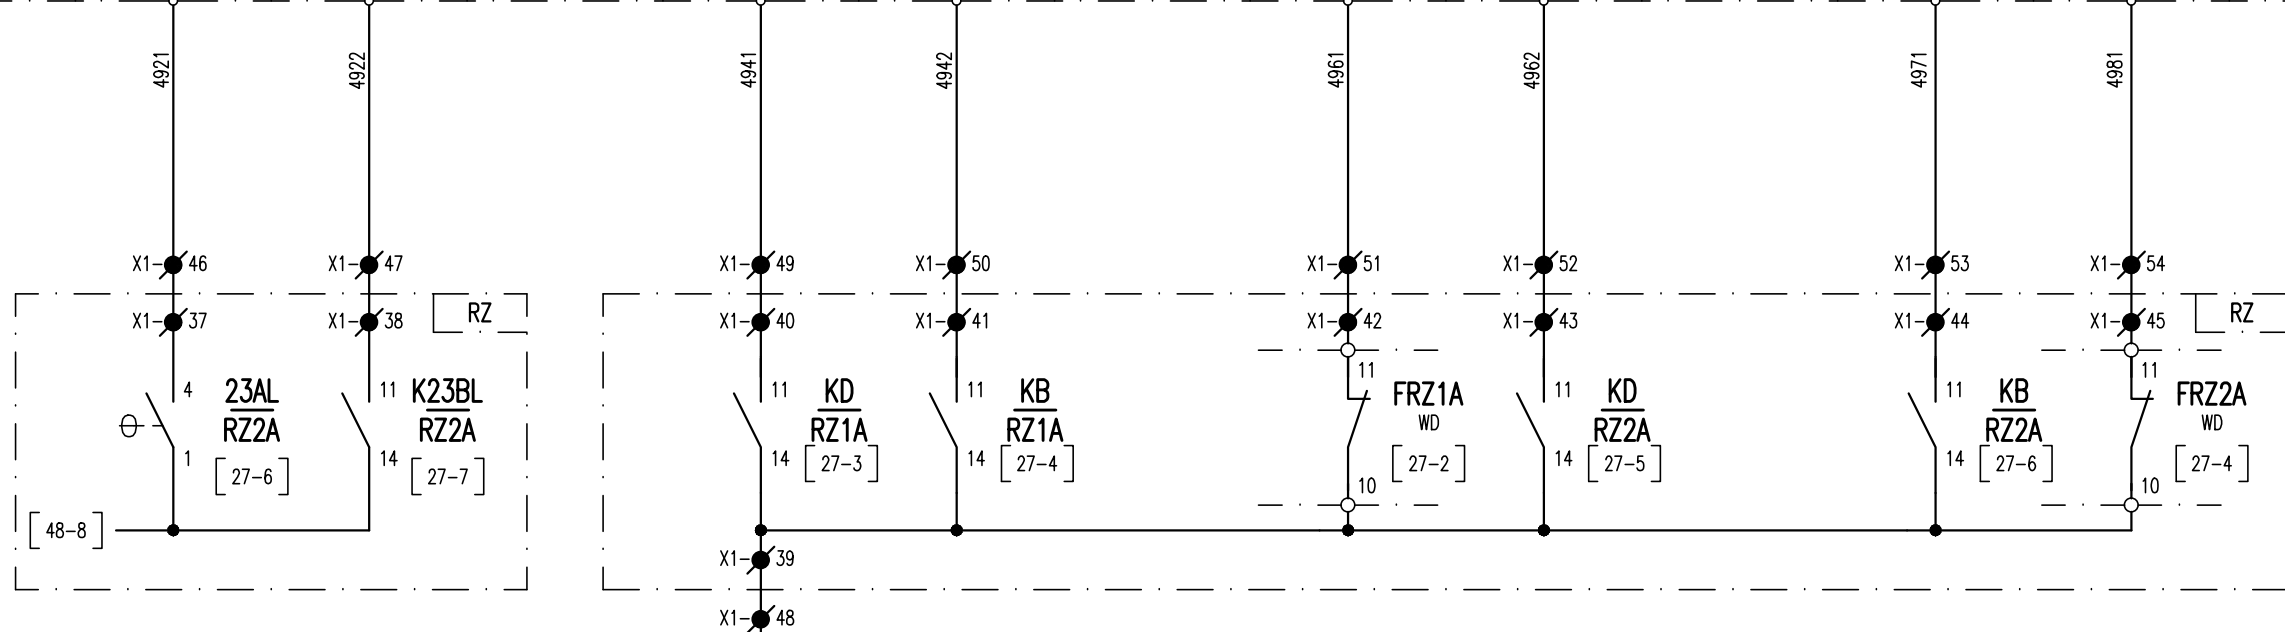 4921
4922
4941
4942
4961
4962
4971
4981
X1- 46
X1- 47
X1- 49
X1- 50
X1- 51
X1- 52
X1- 53
X1- 54
RZ
RZ
X1- 37
X1- 38
X1- 40
X1- 41
X1- 42
X1- 43
X1- 44
X1- 45
4
23AL
RZ2A
1
27-6
11
K23BL
RZ2A
14
27-7
11
KD
RZ1A
14
27-3
11
KB
RZ1A
14
27-4
11
FRZ1A
WD
27-2
10
11
KD
RZ2A
14
27-5
11
KB
RZ2A
14
27-6
11
FRZ2A
WD
27-4
10
48-8
X1- 39
X1- 48